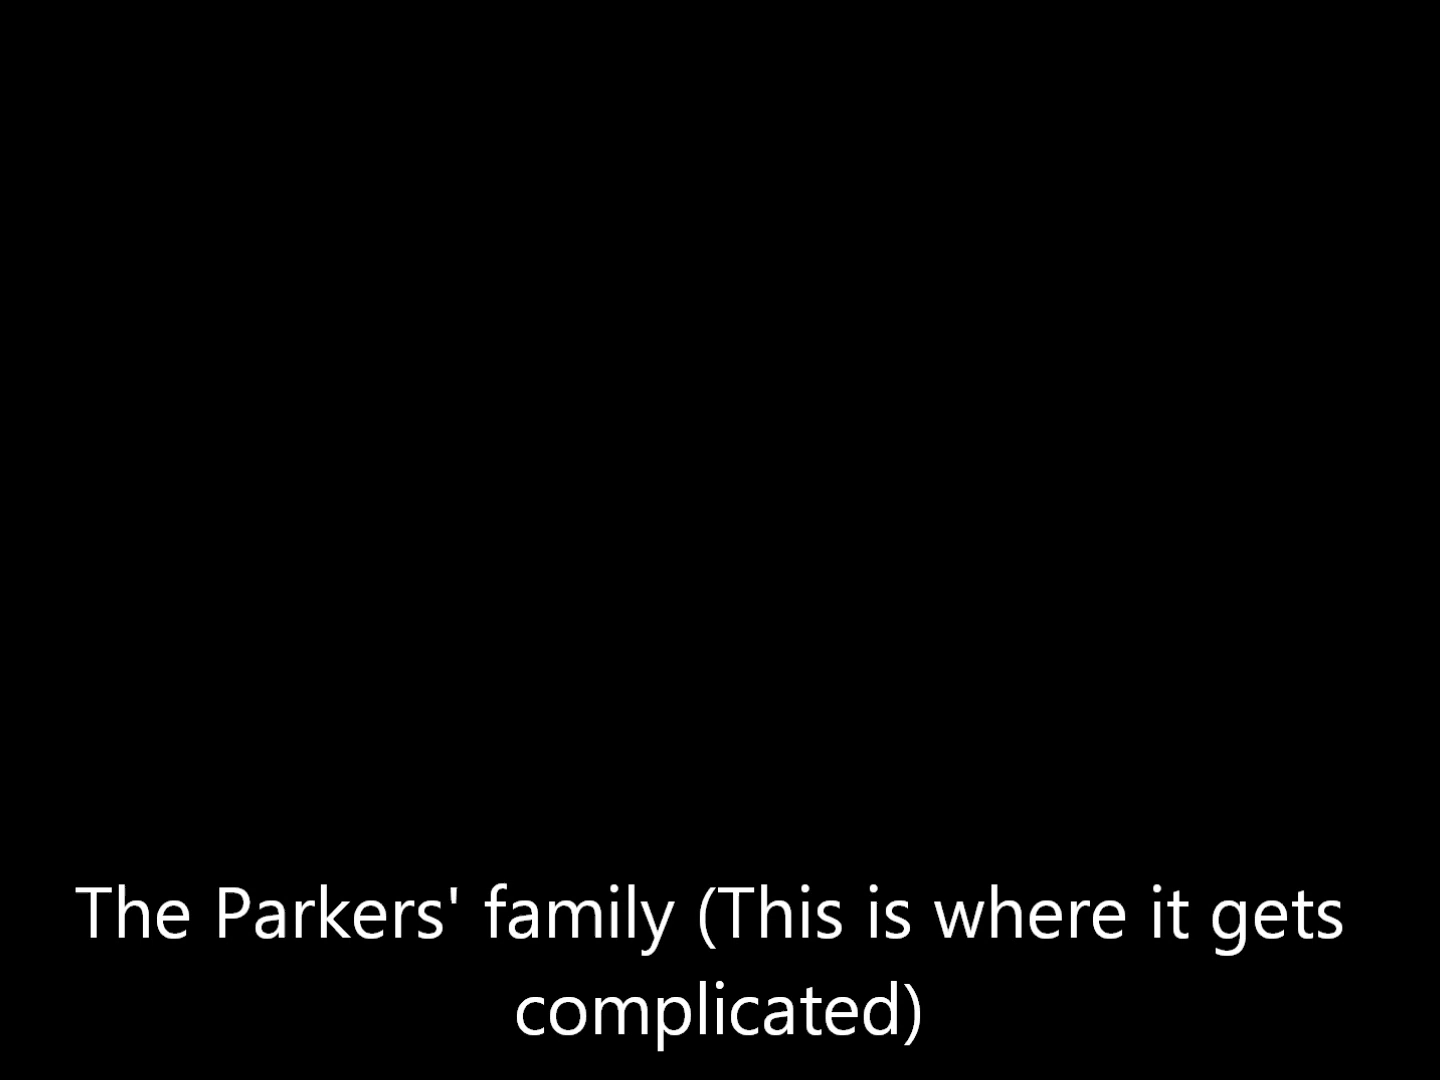 The Parkers' family (This is where it gets
complicated)